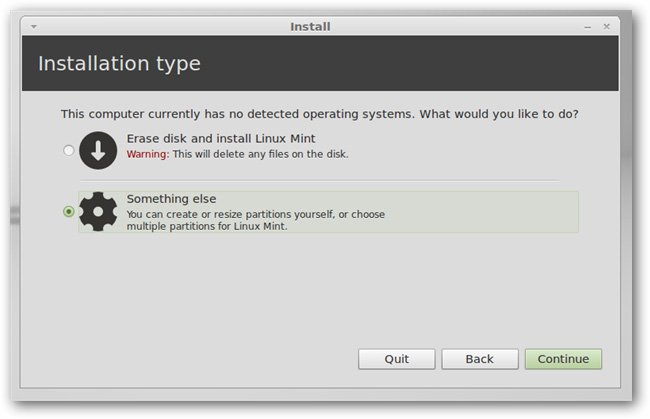 Install
Installation type
This computer currently has no detected operating systems. What would you like to do?
Erase disk and install Linux Mint
Warning: This will delete any files on the disk.
Something else
You can create or resize partitions yourself, or choose
multiple partitions for Linux Mint.
Quit
Back
Continue